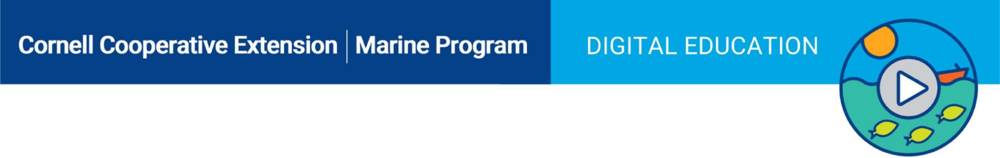 Cornell Cooperative Extension | Marine Program DIGITAL EDUCATION